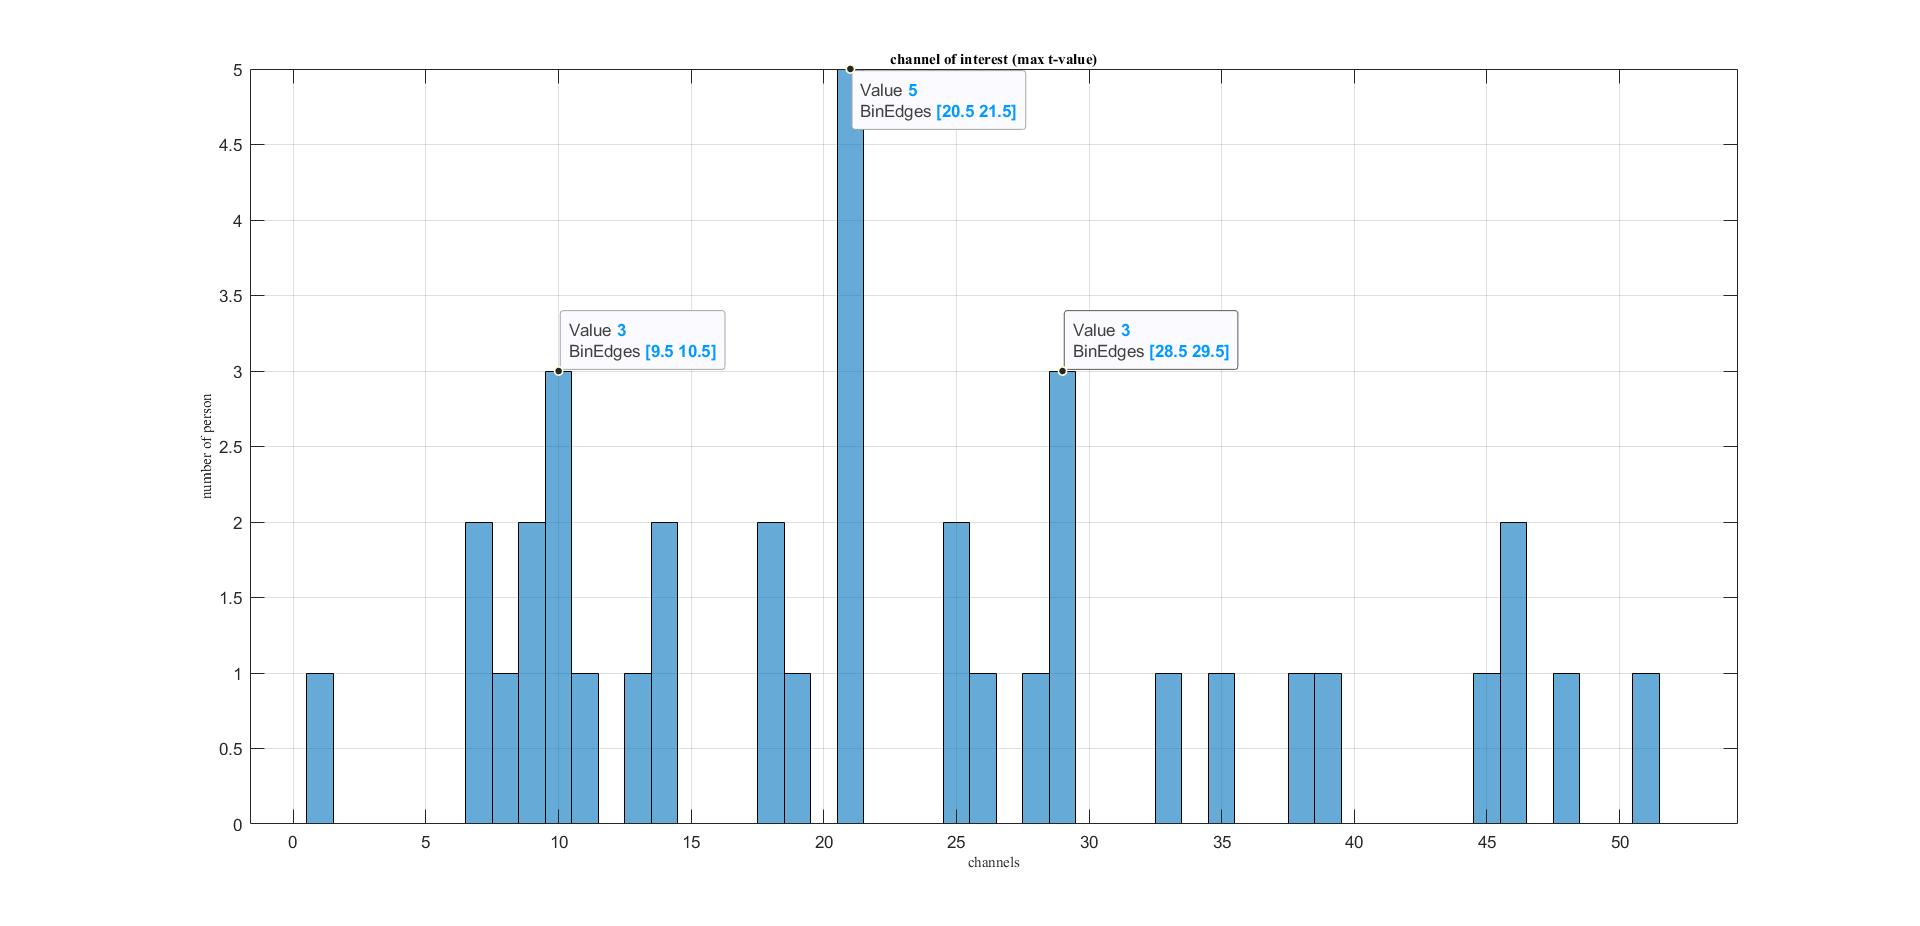 channel of interest (max t-value)
5
4.5
4
3.5
3
2.5
2
1.5
1
0.5
0
number of person
Value 5
BinEdges [20.5 21.5]
Value 3
BinEdges [9.5 10.5]
Value 3
BinEdges [28.5 29.5]
0 5 10 15 20 25 30 35 40 45 50
channels